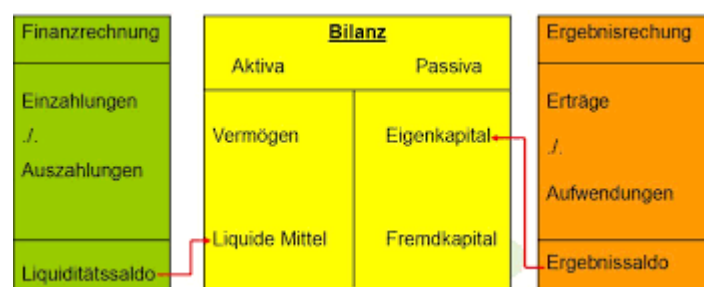 Finanzrechnung
Einzahlungen
./.
Auszahlungen
Liquiditätssaldo
Bilanz
Aktiva Passiva
Vermögen Eigenkapital
Liquide Mittel Fremdkapital
Ergebnisrechung
Erträge
./.
Aufwendungen
Ergebnissaldo